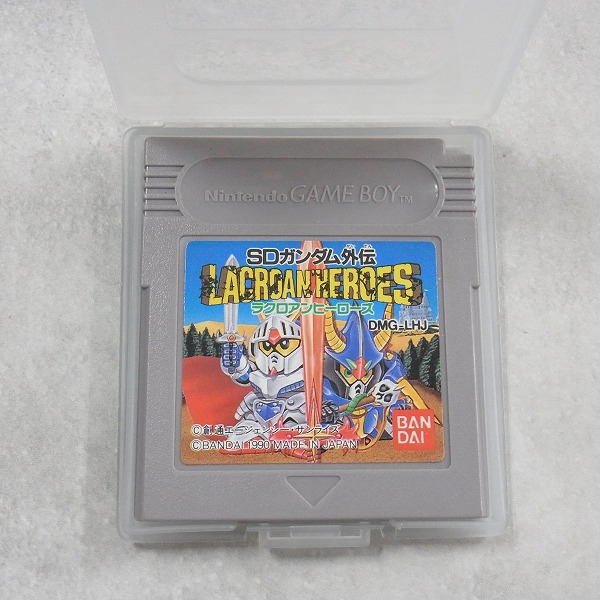 Nintendo GAME BOY TM
SDガンダム外伝
LACROAN HEROES
ラクロアンヒーローズ
DMG-LHJ
©創通エージェンシー・サンライズ
©BANDAI 1990 MADE IN JAPAN
BAN
DAI